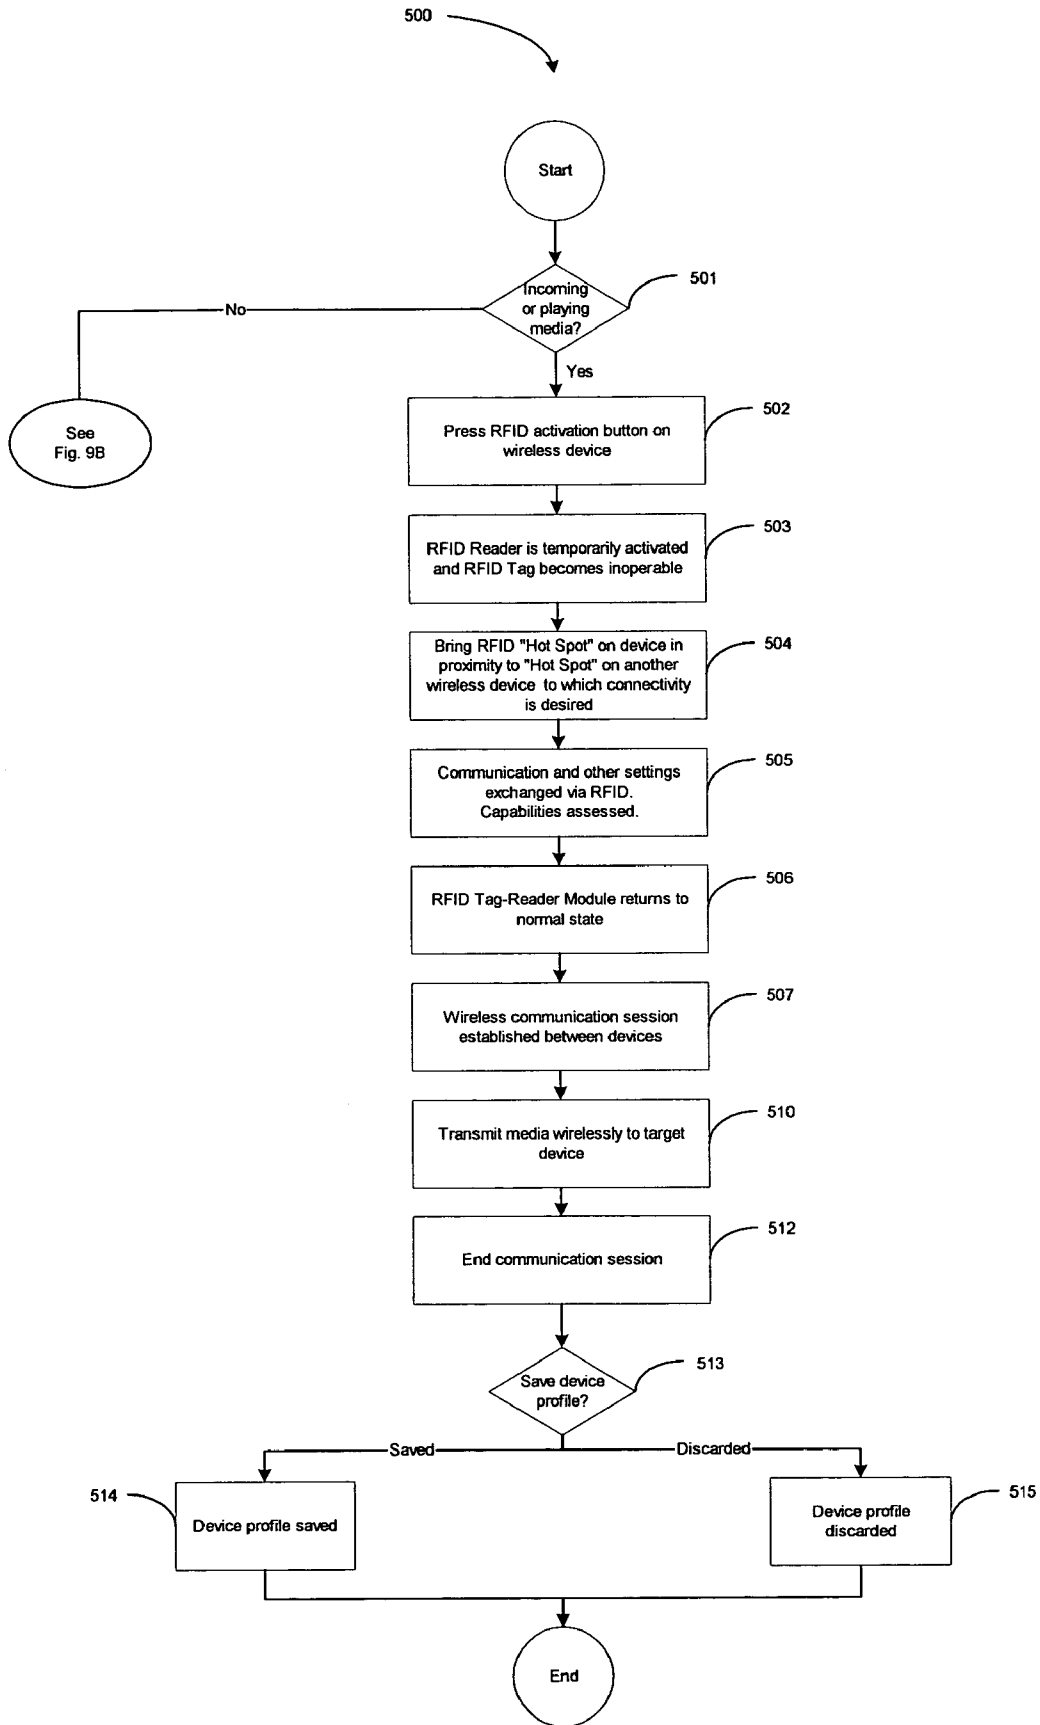 500
Start
501
Incoming
or playing
media?
No
Yes
See
Fig. 9B
502
Press RFID activation button on
wireless device
503
RFID Reader is temporarily activated
and RFID Tag becomes inoperable
504
Bring RFID "Hot Spot" on device in
proximity to "Hot Spot" on another
wireless device to which connectivity
is desired
505
Communication and other settings
exchanged via RFID.
Capabilities assessed.
506
RFID Tag-Reader Module returns to
normal state
507
Wireless communication session
established between devices
510
Transmit media wirelessly to target
device
512
End communication session
513
Save device
profile?
Saved
Discarded
514
Device profile saved
515
Device profile
discarded
End